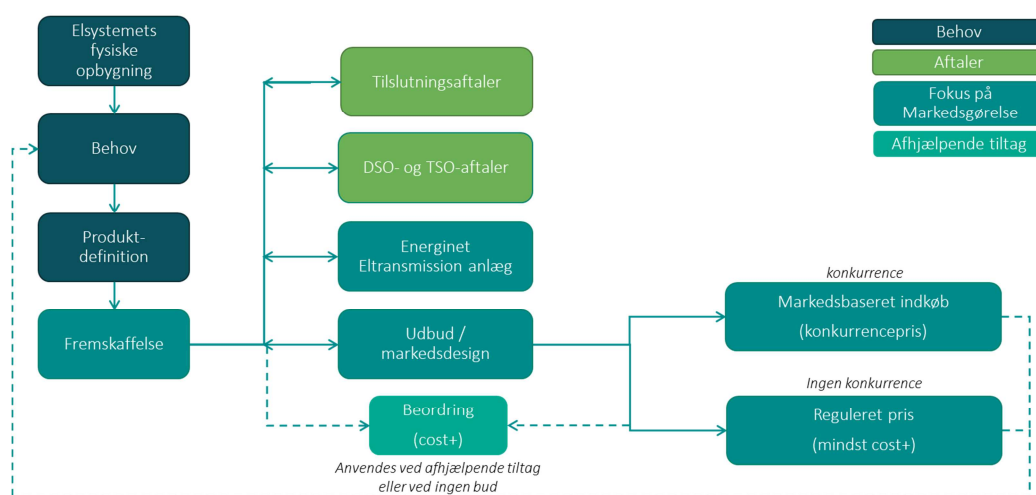 Elsystemets
fysiske
opbygning
Behov
Produkt-
definition
Fremskaffelse
Tilslutningsaftaler
DSO- og TSO-aftaler
Energinet
Eltransmission anlæg
Udbud /
markedsdesign
Beordring
(cost+)
Anvendes ved afhjælpende tiltag
eller ved ingen bud
konkurrence
Markedsbaseret indkøb
(konkurrencepris)
Ingen konkurrence
Reguleret pris
(mindst cost+)
Behov
Aftaler
Fokus på
Markedsgørelse
Afhjælpende tiltag